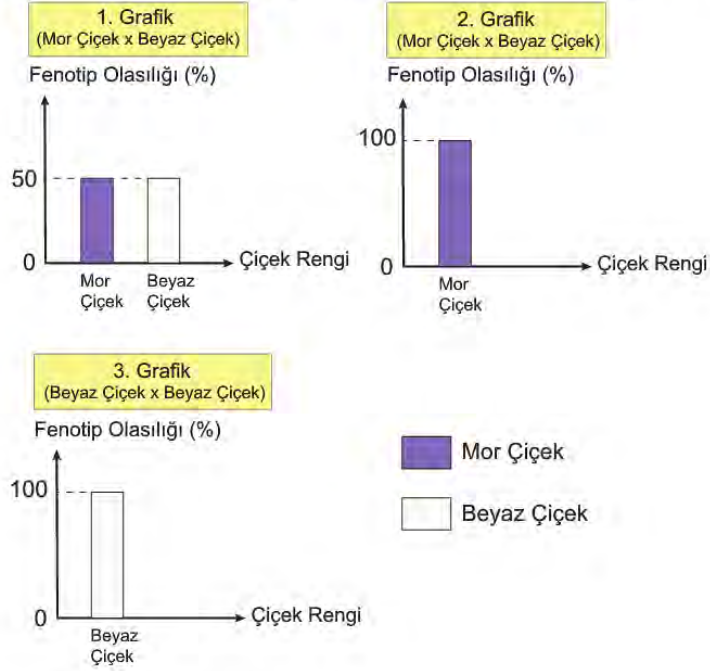 1. Grafik
(Mor Çiçek x Beyaz Çiçek)
Fenotip Olasılığı (%)
50
0
Çiçek Rengi
Mor
Çiçek
Beyaz
Çiçek
2. Grafik
(Mor Çiçek x Beyaz Çiçek)
Fenotip Olasılığı (%)
100
0
Çiçek Rengi
Mor
Çiçek
3. Grafik
(Beyaz Çiçek x Beyaz Çiçek)
Fenotip Olasılığı (%)
100
0
Çiçek Rengi
Beyaz
Çiçek
Mor Çiçek
Beyaz Çiçek